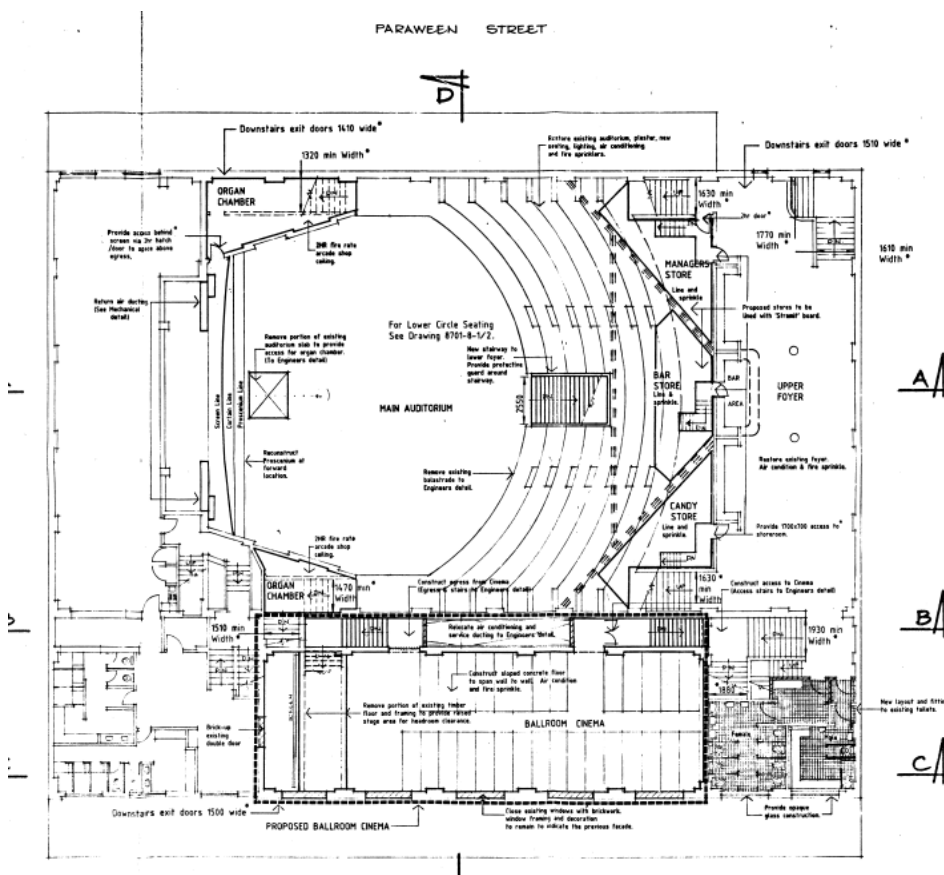 PARAWEEN STREET
D
Downstairs exit doors 1410 wide*
1320 min Width*
ORGAN
CHAMBER
Restore existing auditorium, plaster, new
seating, lighting, air conditioning
and fire sprinklers.
Downstairs exit doors 1510 wide*
1630 min
Width*
2hr door*
1770 min
Width*
1610 min
Width*
Provide access behind
screen via 2hr hatch
/door to space above
egress.
2HR fire rate
arcade shop
ceiling.
MANAGERS
STORE
Line and
sprinkle
Proposed stores to be
lined with 'Stramit' board.
Return air ducting
(See Mechanical
detail)
Remove portion of existing
auditorium slab to provide
access for organ chamber.
(To Engineers detail)
For Lower Circle Seating
See Drawing 8701-8-1/2.
New stairway to
lower foyer.
Provide protective
guard around
stairway.
Screen Line
Curtain Line
Proscenium Line
MAIN AUDITORIUM
2550
BAR
STORE
Line &
sprinkle.
BAR
AREA
UPPER
FOYER
A
Reconstruct
Proscenium at
forward
location.
Remove existing
balustrade to
Engineers detail.
Restore existing foyer.
Air condition & fire sprinkle.
CANDY
STORE
Line and
sprinkle.
Provide 1700x700 access to*
storeroom.
2HR fire rate
arcade shop
ceiling.
ORGAN
CHAMBER
1470 min
Width*
Construct egress from Cinema
(Egress & stairs to Engineers detail)
1630*
min
Width
Construct access to Cinema
(Access stairs to Engineers detail)
1510 min
Width*
Relocate air conditioning and
service ducting to Engineers detail.
1930 min
Width*
B
Construct sloped concrete floor
to span wall to wall. Air condition
and fire sprinkle.
*1880
Remove portion of existing timber
floor and framing to provide raised
stage area for headroom clearance.
SCREEN
BALLROOM CINEMA
Brick-up
existing
double door
Female
New layout and fitting
to existing toilets.
C
Downstairs exit doors 1500 wide*
PROPOSED BALLROOM CINEMA
Close existing windows with brickwork,
window framing and decoration
to remain to indicate the previous facade.
Provide opaque
glass construction.